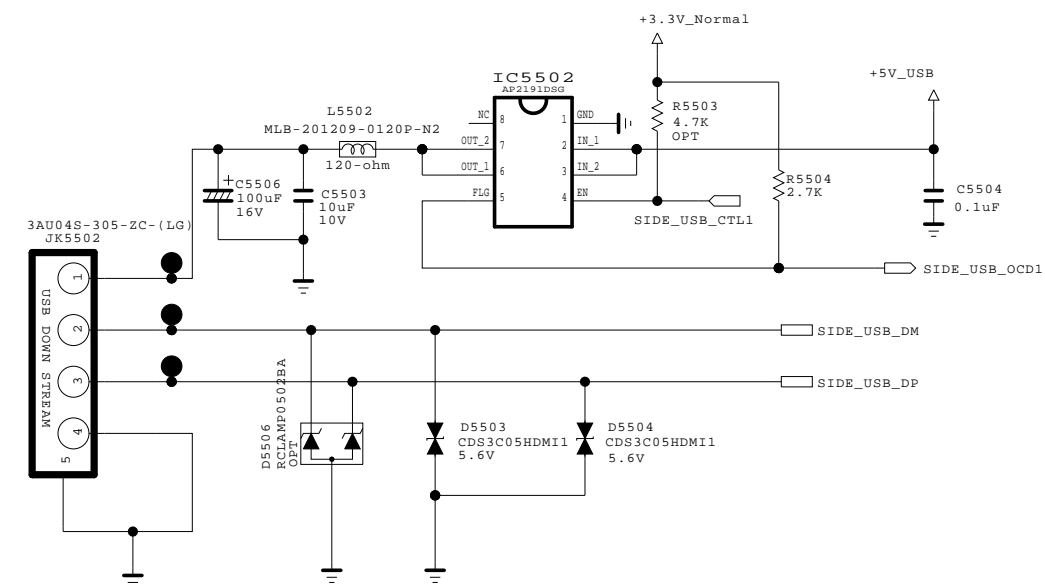 +3.3V_Normal
+5V_USB
IC5502
AP2191DSG
L5502
MLB-201209-0120P-N2
120-ohm
NC
8
1
GND
OUT_2
7
2
IN_1
OUT_1
6
3
IN_2
FLG
5
4
EN
R5503
4.7K
OPT
R5504
2.7K
C5504
0.1uF
+
C5506
100uF
16V
C5503
10uF
10V
SIDE_USB_CTL1
SIDE_USB_OCD1
3AU04S-305-ZC-(LG)
JK5502
1
2
3
4
5
USB DOWN STREAM
SIDE_USB_DM
SIDE_USB_DP
D5506
RCLAMP0502BA
OPT
D5503
CDS3C05HDMI1
5.6V
D5504
CDS3C05HDMI1
5.6V